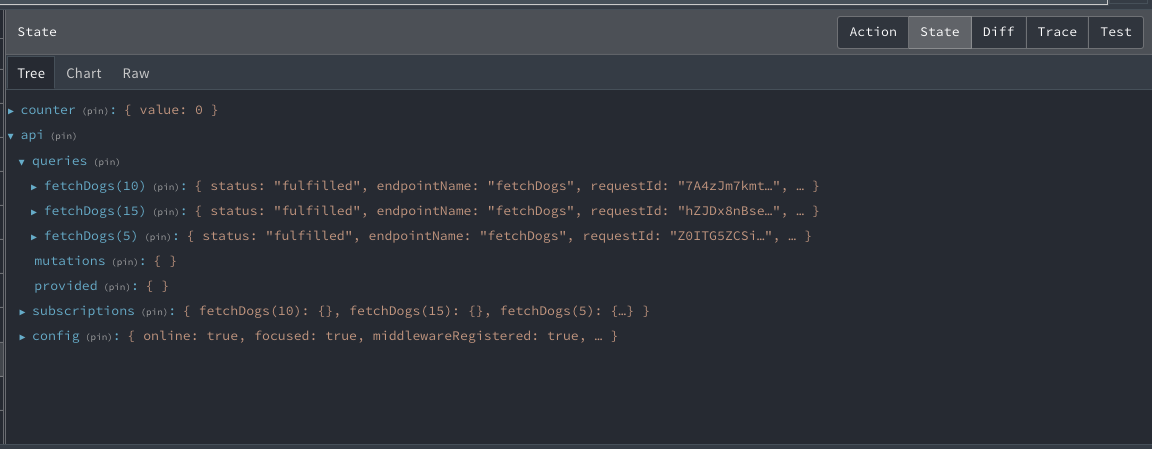 State Action State Diff Trace Test
Tree Chart Raw
▶ counter (pin): { value: 0 }
▼ api (pin)
▼ queries (pin)
▶ fetchDogs(10) (pin): { status: "fulfilled", endpointName: "fetchDogs", requestId: "7A4zJm7kmt…", … }
▶ fetchDogs(15) (pin): { status: "fulfilled", endpointName: "fetchDogs", requestId: "hZJDx8nBse…", … }
▶ fetchDogs(5) (pin): { status: "fulfilled", endpointName: "fetchDogs", requestId: "Z0ITG5ZCSi…", … }
mutations (pin): { }
provided (pin): { }
▶ subscriptions (pin): { fetchDogs(10): {}, fetchDogs(15): {}, fetchDogs(5): {…} }
▶ config (pin): { online: true, focused: true, middlewareRegistered: true, … }